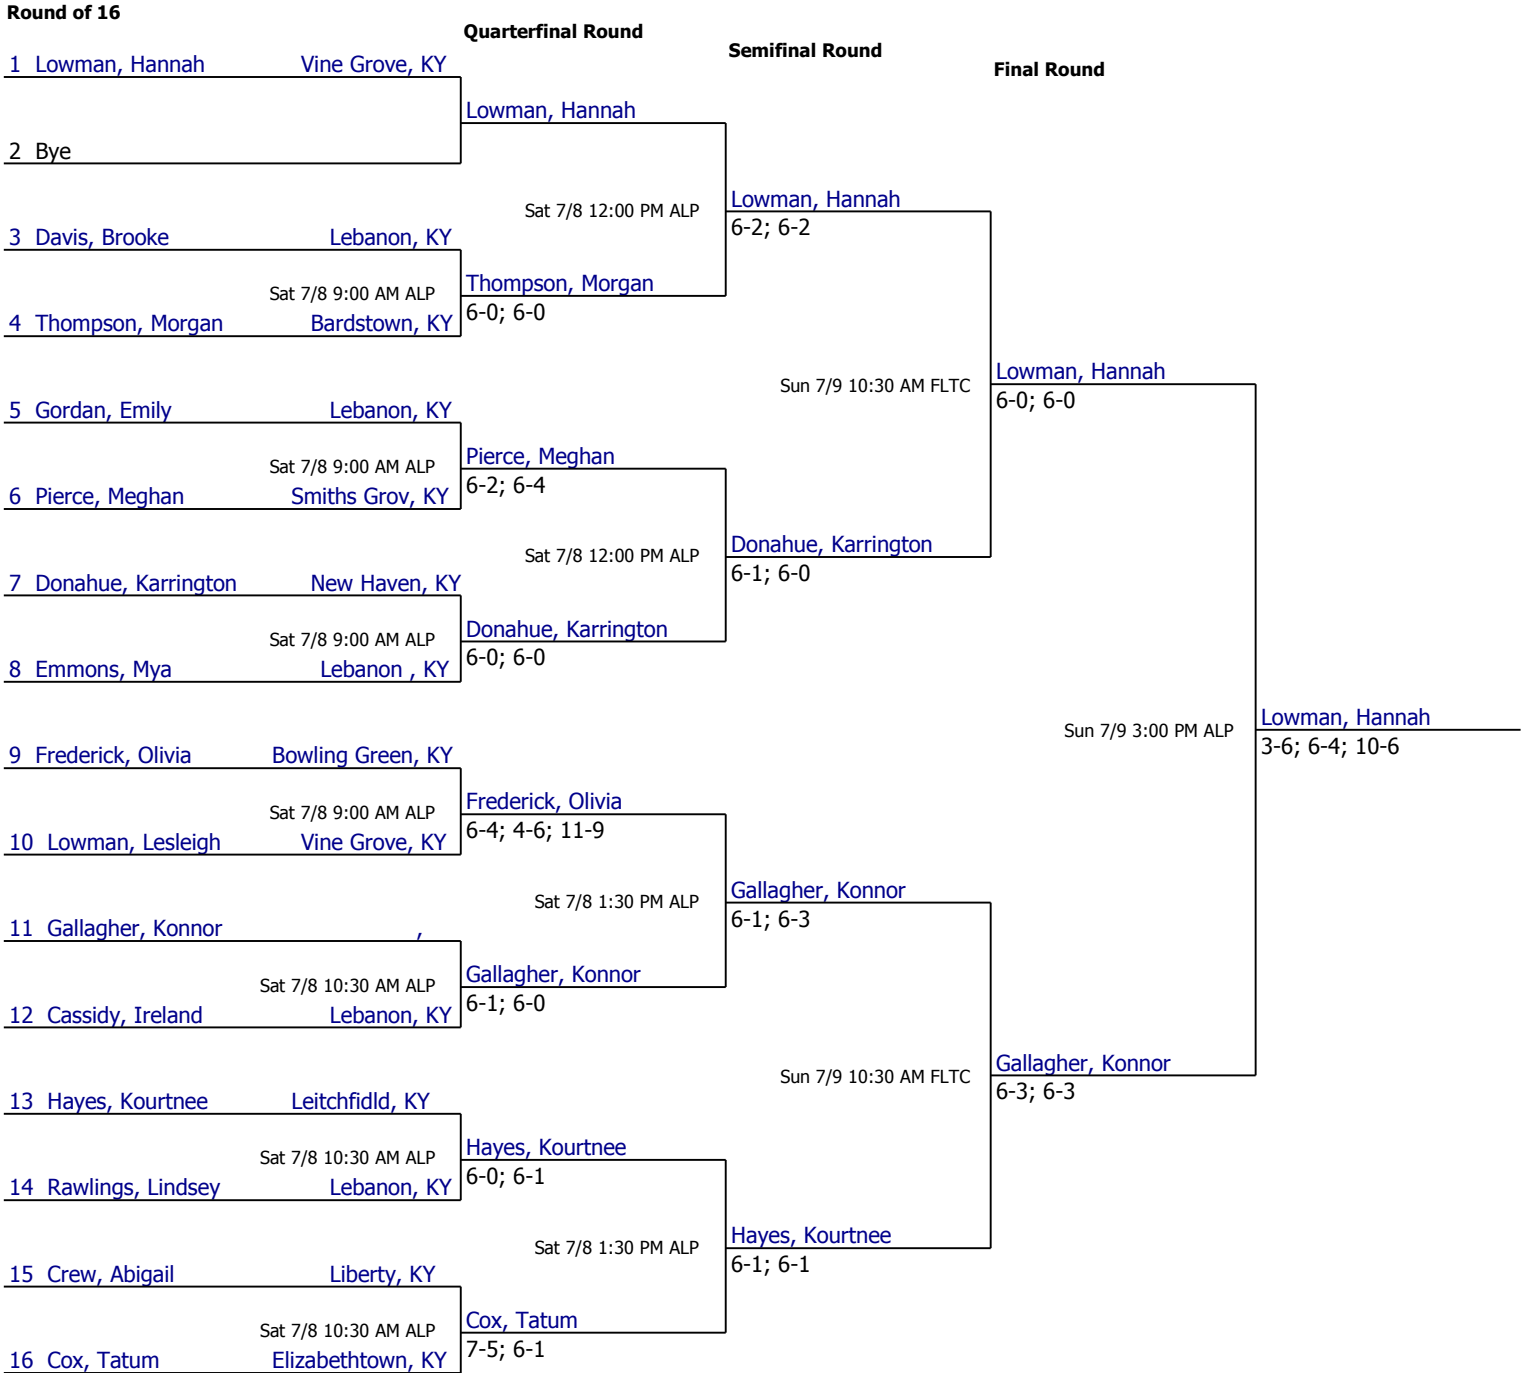 Round of 16
Quarterfinal Round
Semifinal Round
Final Round
1 Lowman, Hannah Vine Grove, KY
Lowman, Hannah
2 Bye
Sat 7/8 12:00 PM ALP
Lowman, Hannah
6-2; 6-2
3 Davis, Brooke Lebanon, KY
Sat 7/8 9:00 AM ALP
Thompson, Morgan
6-0; 6-0
4 Thompson, Morgan Bardstown, KY
Sun 7/9 10:30 AM FLTC
Lowman, Hannah
6-0; 6-0
5 Gordan, Emily Lebanon, KY
Sat 7/8 9:00 AM ALP
Pierce, Meghan
6-2; 6-4
6 Pierce, Meghan Smiths Grov, KY
Sat 7/8 12:00 PM ALP
Donahue, Karrington
6-1; 6-0
7 Donahue, Karrington New Haven, KY
Sat 7/8 9:00 AM ALP
Donahue, Karrington
6-0; 6-0
8 Emmons, Mya Lebanon , KY
Sun 7/9 3:00 PM ALP
Lowman, Hannah
3-6; 6-4; 10-6
9 Frederick, Olivia Bowling Green, KY
Sat 7/8 9:00 AM ALP
Frederick, Olivia
6-4; 4-6; 11-9
10 Lowman, Lesleigh Vine Grove, KY
Sat 7/8 1:30 PM ALP
Gallagher, Konnor
6-1; 6-3
11 Gallagher, Konnor ,
Sat 7/8 10:30 AM ALP
Gallagher, Konnor
6-1; 6-0
12 Cassidy, Ireland Lebanon, KY
Sun 7/9 10:30 AM FLTC
Gallagher, Konnor
6-3; 6-3
13 Hayes, Kourtnee Leitchfidld, KY
Sat 7/8 10:30 AM ALP
Hayes, Kourtnee
6-0; 6-1
14 Rawlings, Lindsey Lebanon, KY
Sat 7/8 1:30 PM ALP
Hayes, Kourtnee
6-1; 6-1
15 Crew, Abigail Liberty, KY
Sat 7/8 10:30 AM ALP
Cox, Tatum
7-5; 6-1
16 Cox, Tatum Elizabethtown, KY